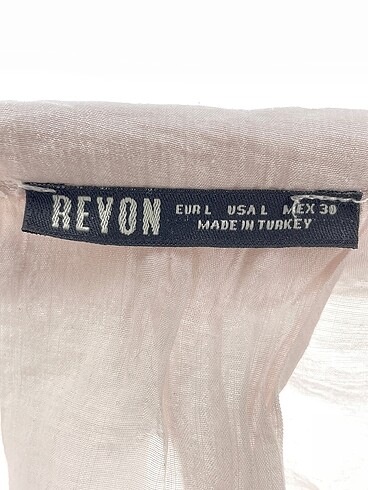 REVON
EUR L USA L MEX 30
MADE IN TURKEY